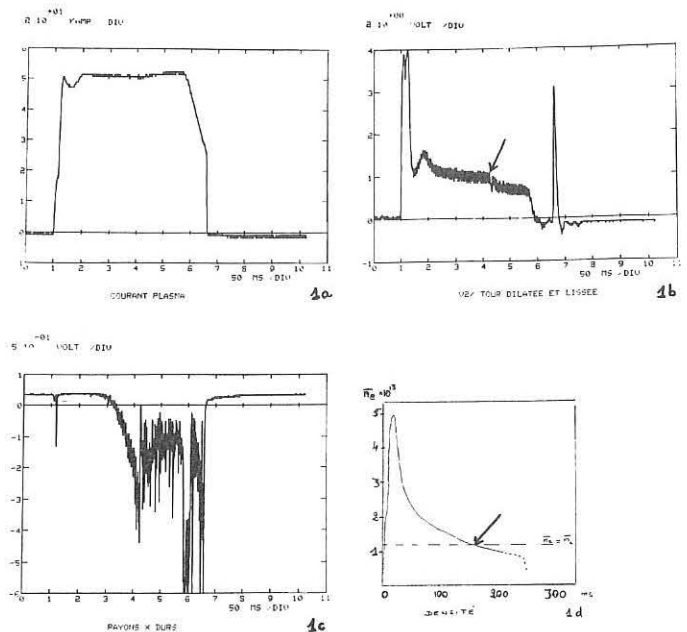 2 10 +01 KAMP. DIV
6
5
4
3
2
1
0
-1
0 1 2 3 4 5 6 7 8 9 10 11
50 MS /DIV
COURANT PLASMA
1a
2 10 +00 VOLT /DIV
4
3
2
1
0
-1
0 1 2 3 4 5 6 7 8 9 10 11
50 MS /DIV
V2/ TOUR DILATEE ET LISSEE
1b
5 10 -01 VOLT /DIV
1
0
-1
-2
-3
-4
-5
-6
0 1 2 3 4 5 6 7 8 9 10 11
50 MS /DIV
RAYONS X DURS
1c
5
4
3
2
1
0 100 200 300 ms
DENSITÉ
1d